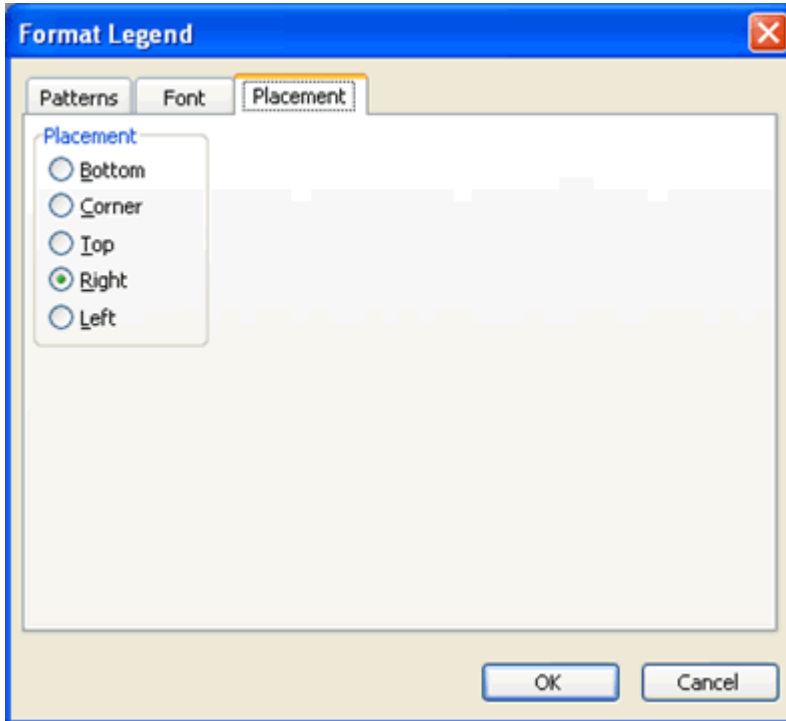 Format Legend
Patterns Font Placement
Placement
Bottom
Corner
Top
Right
Left
OK Cancel